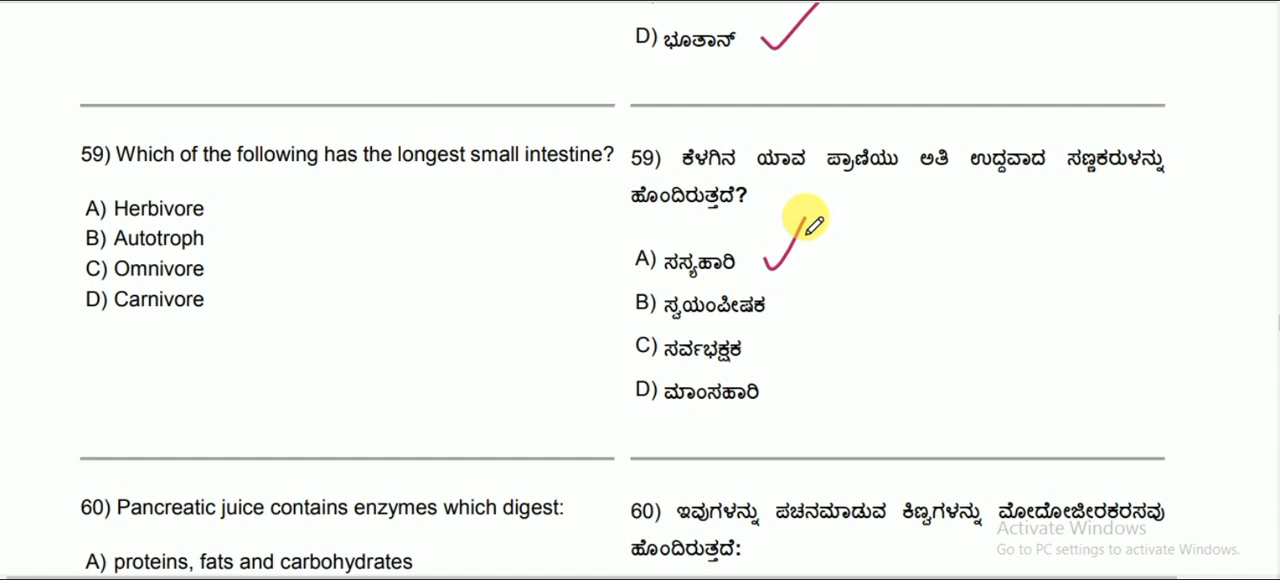 D) ಭೂತಾನ್
59) Which of the following has the longest small intestine?
A) Herbivore
B) Autotroph
C) Omnivore
D) Carnivore
59) ಕೆಳಗಿನ ಯಾವ ಪ್ರಾಣಿಯು ಅತಿ ಉದ್ದವಾದ ಸಣ್ಣಕರುಳನ್ನು
ಹೊಂದಿರುತ್ತದೆ?
A) ಸಸ್ಯಹಾರಿ
B) ಸ್ವಯಂಪೀಷಕ
C) ಸರ್ವಭಕ್ಷಕ
D) ಮಾಂಸಹಾರಿ
60) Pancreatic juice contains enzymes which digest:
A) proteins, fats and carbohydrates
60) ಇವುಗಳನ್ನು ಪಚನಮಾಡುವ ಕಿಣ್ವಗಳನ್ನು ಮೋದೋಜೀರಕರಸವು
ಹೊಂದಿರುತ್ತದೆ:
Activate Windows
Go to PC settings to activate Windows.